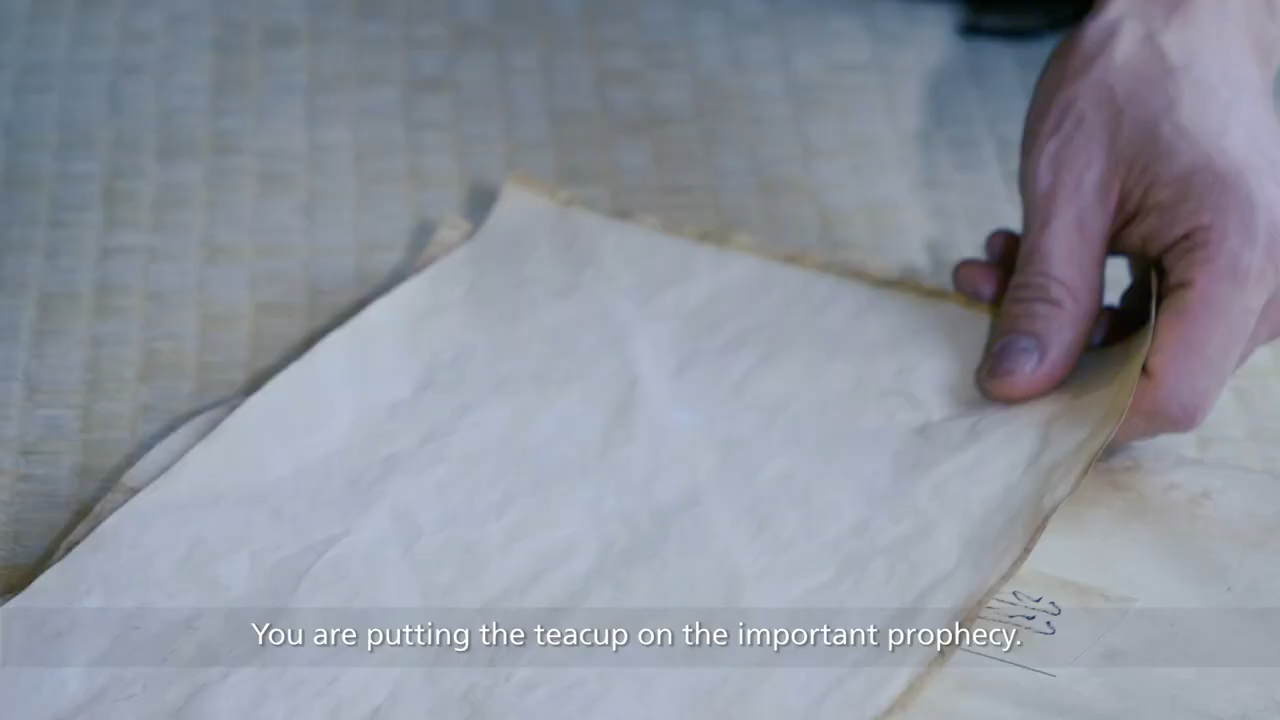 You are putting the teacup on the important prophecy.